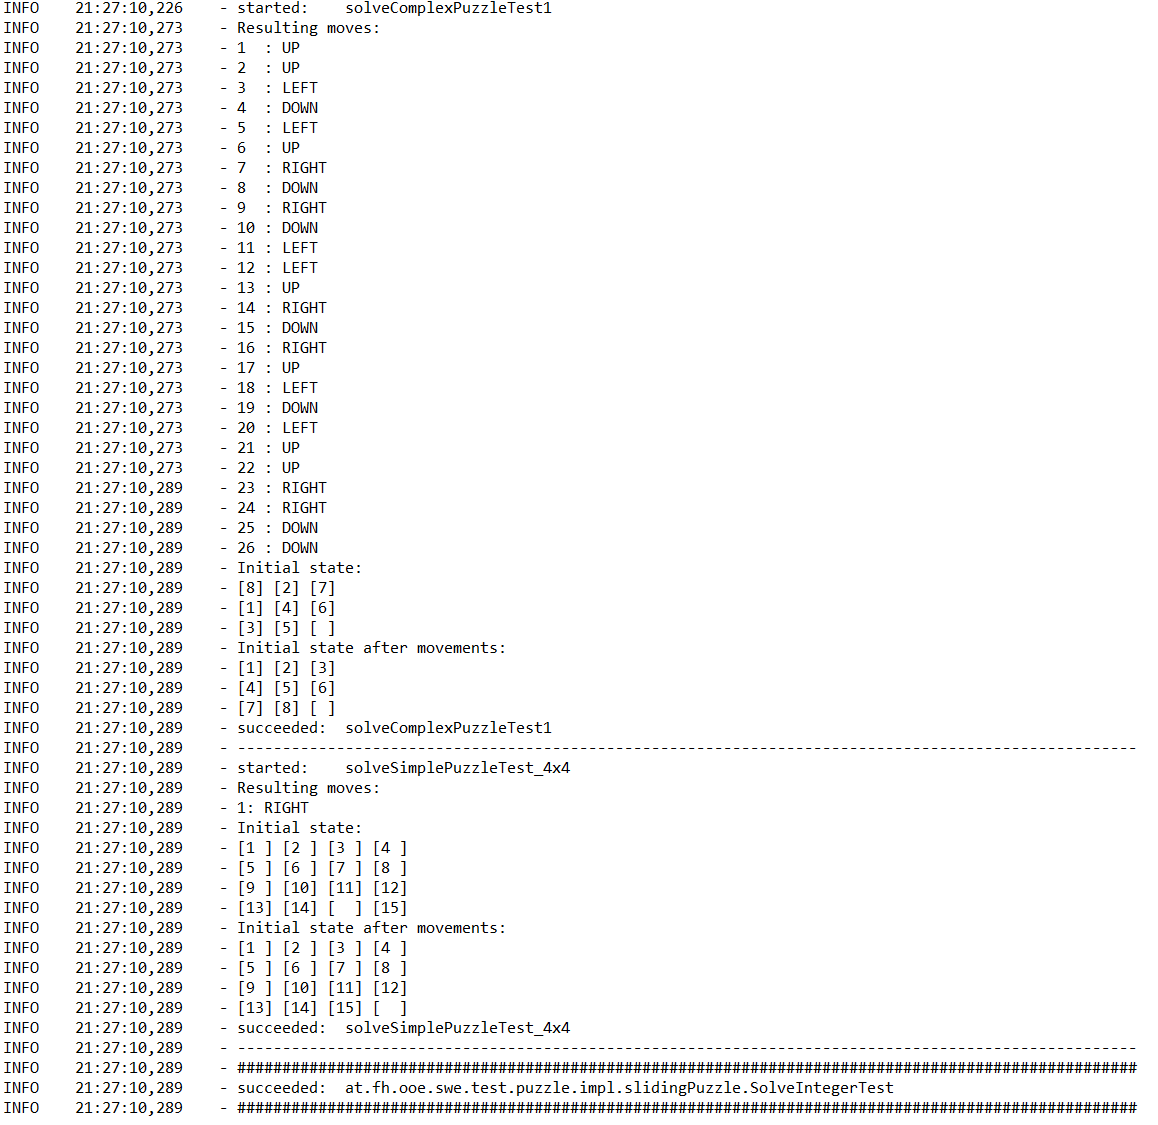 INFO    21:27:10,226    - started:    solveComplexPuzzleTest1
INFO    21:27:10,273    - Resulting moves:
INFO    21:27:10,273    - 1  : UP
INFO    21:27:10,273    - 2  : UP
INFO    21:27:10,273    - 3  : LEFT
INFO    21:27:10,273    - 4  : DOWN
INFO    21:27:10,273    - 5  : LEFT
INFO    21:27:10,273    - 6  : UP
INFO    21:27:10,273    - 7  : RIGHT
INFO    21:27:10,273    - 8  : DOWN
INFO    21:27:10,273    - 9  : RIGHT
INFO    21:27:10,273    - 10 : DOWN
INFO    21:27:10,273    - 11 : LEFT
INFO    21:27:10,273    - 12 : LEFT
INFO    21:27:10,273    - 13 : UP
INFO    21:27:10,273    - 14 : RIGHT
INFO    21:27:10,273    - 15 : DOWN
INFO    21:27:10,273    - 16 : RIGHT
INFO    21:27:10,273    - 17 : UP
INFO    21:27:10,273    - 18 : LEFT
INFO    21:27:10,273    - 19 : DOWN
INFO    21:27:10,273    - 20 : LEFT
INFO    21:27:10,273    - 21 : UP
INFO    21:27:10,273    - 22 : UP
INFO    21:27:10,289    - 23 : RIGHT
INFO    21:27:10,289    - 24 : RIGHT
INFO    21:27:10,289    - 25 : DOWN
INFO    21:27:10,289    - 26 : DOWN
INFO    21:27:10,289    - Initial state:
INFO    21:27:10,289    - [8] [2] [7]
INFO    21:27:10,289    - [1] [4] [6]
INFO    21:27:10,289    - [3] [5] [ ]
INFO    21:27:10,289    - Initial state after movements:
INFO    21:27:10,289    - [1] [2] [3]
INFO    21:27:10,289    - [4] [5] [6]
INFO    21:27:10,289    - [7] [8] [ ]
INFO    21:27:10,289    - succeeded:  solveComplexPuzzleTest1
INFO    21:27:10,289    - ----------------------------------------------------------------------------------------------------
INFO    21:27:10,289    - started:    solveSimplePuzzleTest_4x4
INFO    21:27:10,289    - Resulting moves:
INFO    21:27:10,289    - 1: RIGHT
INFO    21:27:10,289    - Initial state:
INFO    21:27:10,289    - [1 ] [2 ] [3 ] [4 ]
INFO    21:27:10,289    - [5 ] [6 ] [7 ] [8 ]
INFO    21:27:10,289    - [9 ] [10] [11] [12]
INFO    21:27:10,289    - [13] [14] [  ] [15]
INFO    21:27:10,289    - Initial state after movements:
INFO    21:27:10,289    - [1 ] [2 ] [3 ] [4 ]
INFO    21:27:10,289    - [5 ] [6 ] [7 ] [8 ]
INFO    21:27:10,289    - [9 ] [10] [11] [12]
INFO    21:27:10,289    - [13] [14] [15] [  ]
INFO    21:27:10,289    - succeeded:  solveSimplePuzzleTest_4x4
INFO    21:27:10,289    - ----------------------------------------------------------------------------------------------------
INFO    21:27:10,289    - ####################################################################################################
INFO    21:27:10,289    - succeeded:  at.fh.ooe.swe.test.puzzle.impl.slidingPuzzle.SolveIntegerTest
INFO    21:27:10,289    - ####################################################################################################